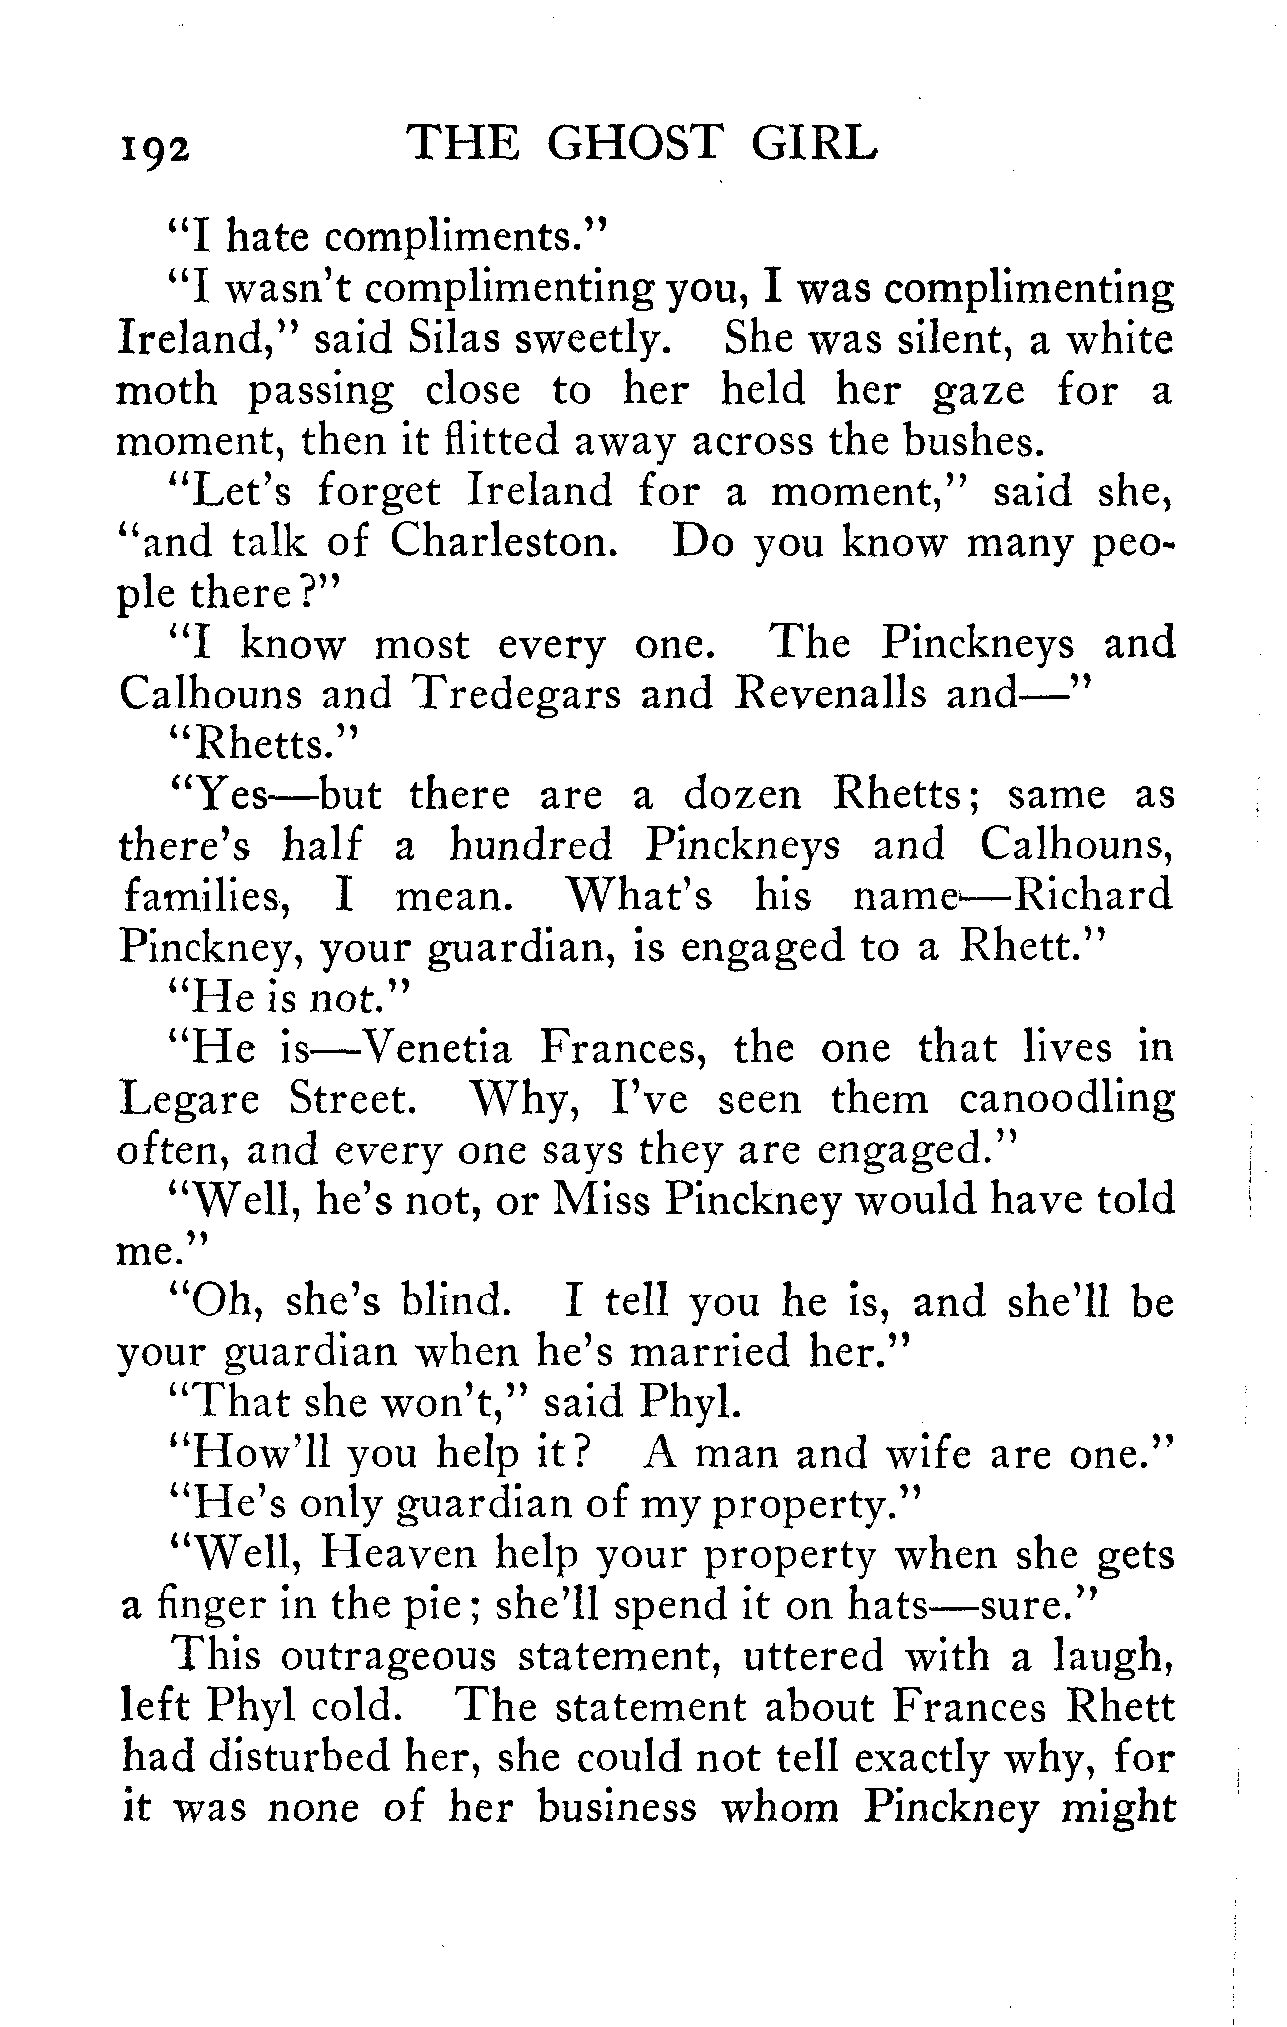 192 THE GHOST GIRL
"I hate compliments."
"I wasn't complimenting you, I was complimenting
Ireland," said Silas sweetly. She was silent, a white
moth passing close to her held her gaze for a
moment, then it flitted away across the bushes.
"Let's forget Ireland for a moment," said she,
"and talk of Charleston. Do you know many peo-
ple there?"
"I know most every one. The Pinckneys and
Calhouns and Tredegars and Revenalls and—"
"Rhetts."
"Yes—but there are a dozen Rhetts; same as
there's half a hundred Pinckneys and Calhouns,
families, I mean. What's his name—Richard
Pinckney, your guardian, is engaged to a Rhett."
"He is not."
"He is—Venetia Frances, the one that lives in
Legare Street. Why, I've seen them canoodling
often, and every one says they are engaged."
"Well, he's not, or Miss Pinckney would have told
me."
"Oh, she's blind. I tell you he is, and she'll be
your guardian when he's married her."
"That she won't," said Phyl.
"How'll you help it? A man and wife are one."
"He's only guardian of my property."
"Well, Heaven help your property when she gets
a finger in the pie; she'll spend it on hats—sure."
This outrageous statement, uttered with a laugh,
left Phyl cold. The statement about Frances Rhett
had disturbed her, she could not tell exactly why, for
it was none of her business whom Pinckney might